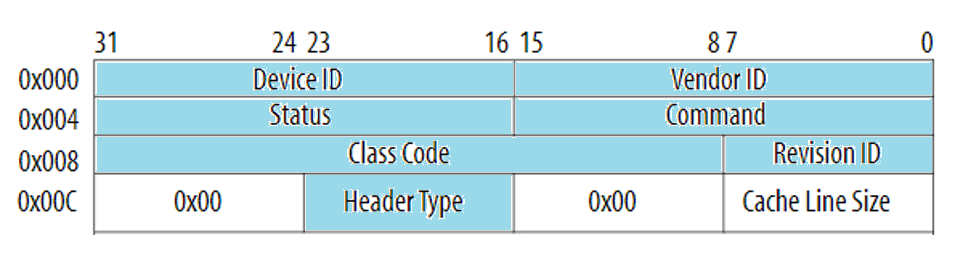 31 24 23 16 15 8 7 0
0x000 Device ID Vendor ID
0x004 Status Command
0x008 Class Code Revision ID
0x00C 0x00 Header Type 0x00 Cache Line Size